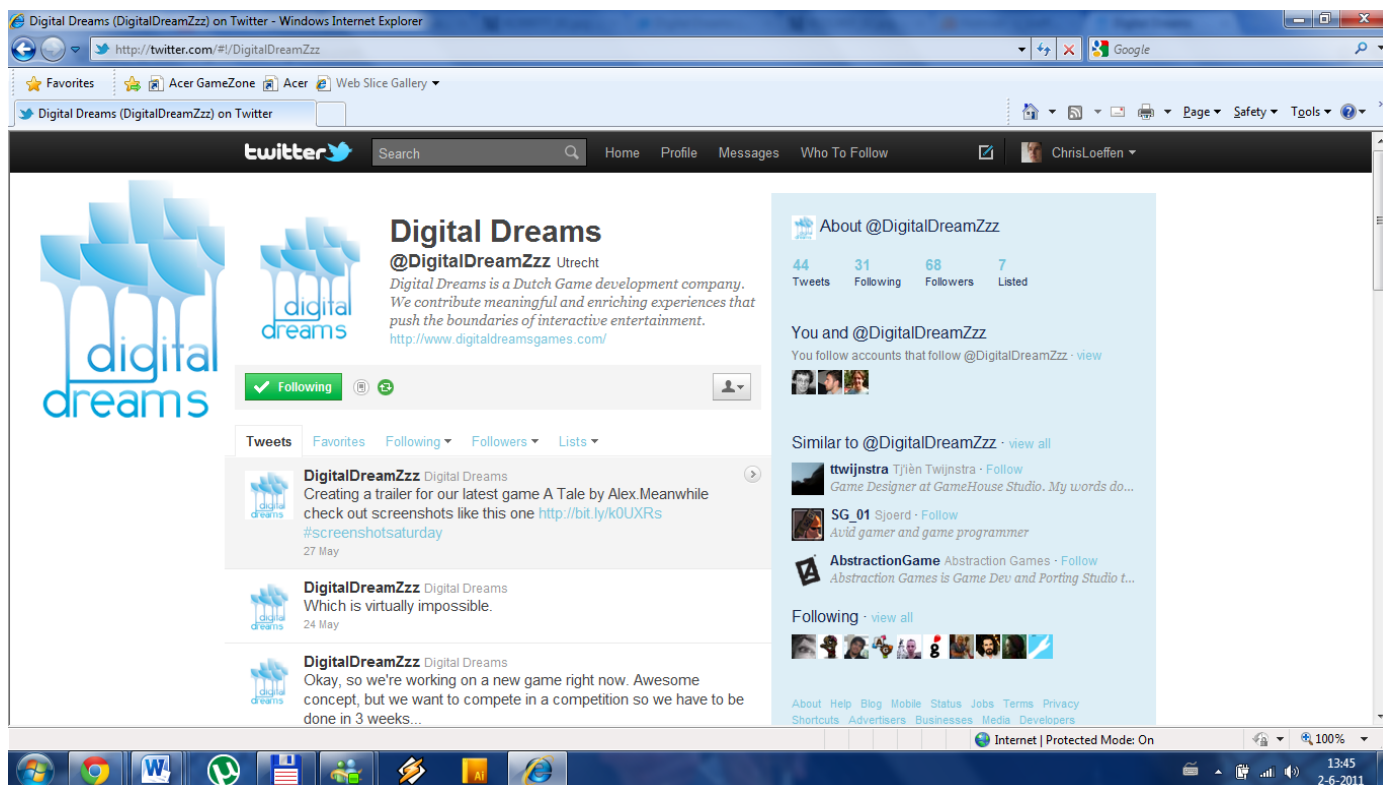 Digital Dreams (DigitalDreamZzz) on Twitter - Windows Internet Explorer
http://twitter.com/#!/DigitalDreamZzz
Google
Favorites Acer GameZone Acer Web Slice Gallery
Digital Dreams (DigitalDreamZzz) on Twitter
Page Safety Tools
twitter Search Home Profile Messages Who To Follow ChrisLoeffen
digital
dreams
digital
dreams
Digital Dreams
@DigitalDreamZzz Utrecht
Digital Dreams is a Dutch Game development company.
We contribute meaningful and enriching experiences that
push the boundaries of interactive entertainment.
http://www.digitaldreamsgames.com/
Following
Tweets Favorites Following Followers Lists
digital
dreams
DigitalDreamZzz Digital Dreams
Creating a trailer for our latest game A Tale by Alex.Meanwhile
check out screenshots like this one http://bit.ly/k0UXRs
#screenshotsaturday
27 May
digital
dreams
DigitalDreamZzz Digital Dreams
Which is virtually impossible.
24 May
digital
dreams
DigitalDreamZzz Digital Dreams
Okay, so we're working on a new game right now. Awesome
concept, but we want to compete in a competition so we have to be
done in 3 weeks...
About @DigitalDreamZzz
44 31 68 7
Tweets Following Followers Listed
You and @DigitalDreamZzz
You follow accounts that follow @DigitalDreamZzz · view
Similar to @DigitalDreamZzz · view all
ttwijnstra Tj'ièn Twijnstra · Follow
Game Designer at GameHouse Studio. My words do...
SG_01 Sjoerd · Follow
Avid gamer and game programmer
AbstractionGame Abstraction Games · Follow
Abstraction Games is Game Dev and Porting Studio t...
Following · view all
About Help Blog Mobile Status Jobs Terms Privacy
Shortcuts Advertisers Businesses Media Developers
Internet | Protected Mode: On 100%
W Ai 13:45
2-6-2011